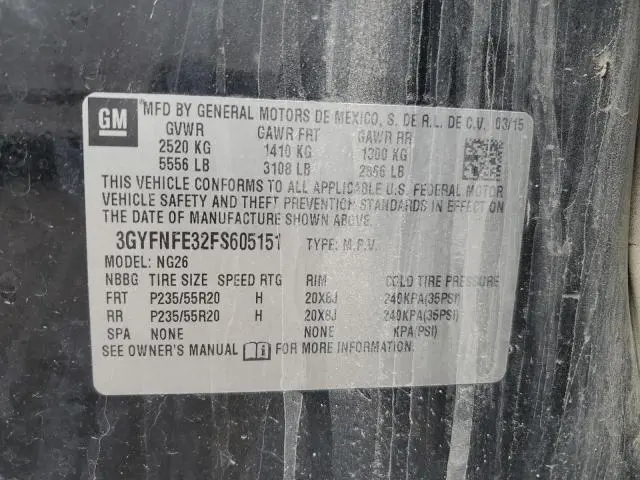 GM MFD BY GENERAL MOTORS DE MEXICO, S. DE R.L. DE C.V. 03/15
GVWR GAWR FRT GAWR RR
2520 KG 1410 KG 1300 KG
5556 LB 3108 LB 2866 LB
THIS VEHICLE CONFORMS TO ALL APPLICABLE U.S. FEDERAL MOTOR
VEHICLE SAFETY AND THEFT PREVENTION STANDARDS IN EFFECT ON
THE DATE OF MANUFACTURE SHOWN ABOVE.
3GYFNFE32FS605151 TYPE: M.P.V.
MODEL: NG26
NBBG TIRE SIZE SPEED RTG RIM COLD TIRE PRESSURE
FRT P235/55R20 H 20X8J 240KPA(35PSI)
RR P235/55R20 H 20X8J 240KPA(35PSI)
SPA NONE NONE KPA(PSI)
SEE OWNER'S MANUAL FOR MORE INFORMATION.